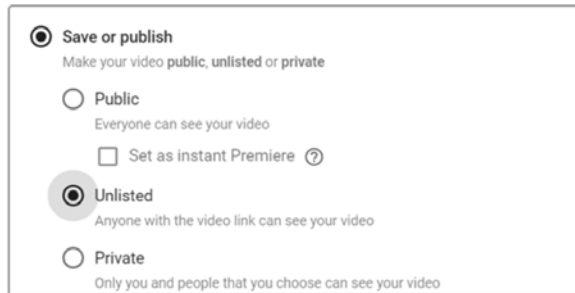 Save or publish
Make your video public, unlisted or private
Public
Everyone can see your video
Set as instant Premiere ?
Unlisted
Anyone with the video link can see your video
Private
Only you and people that you choose can see your video